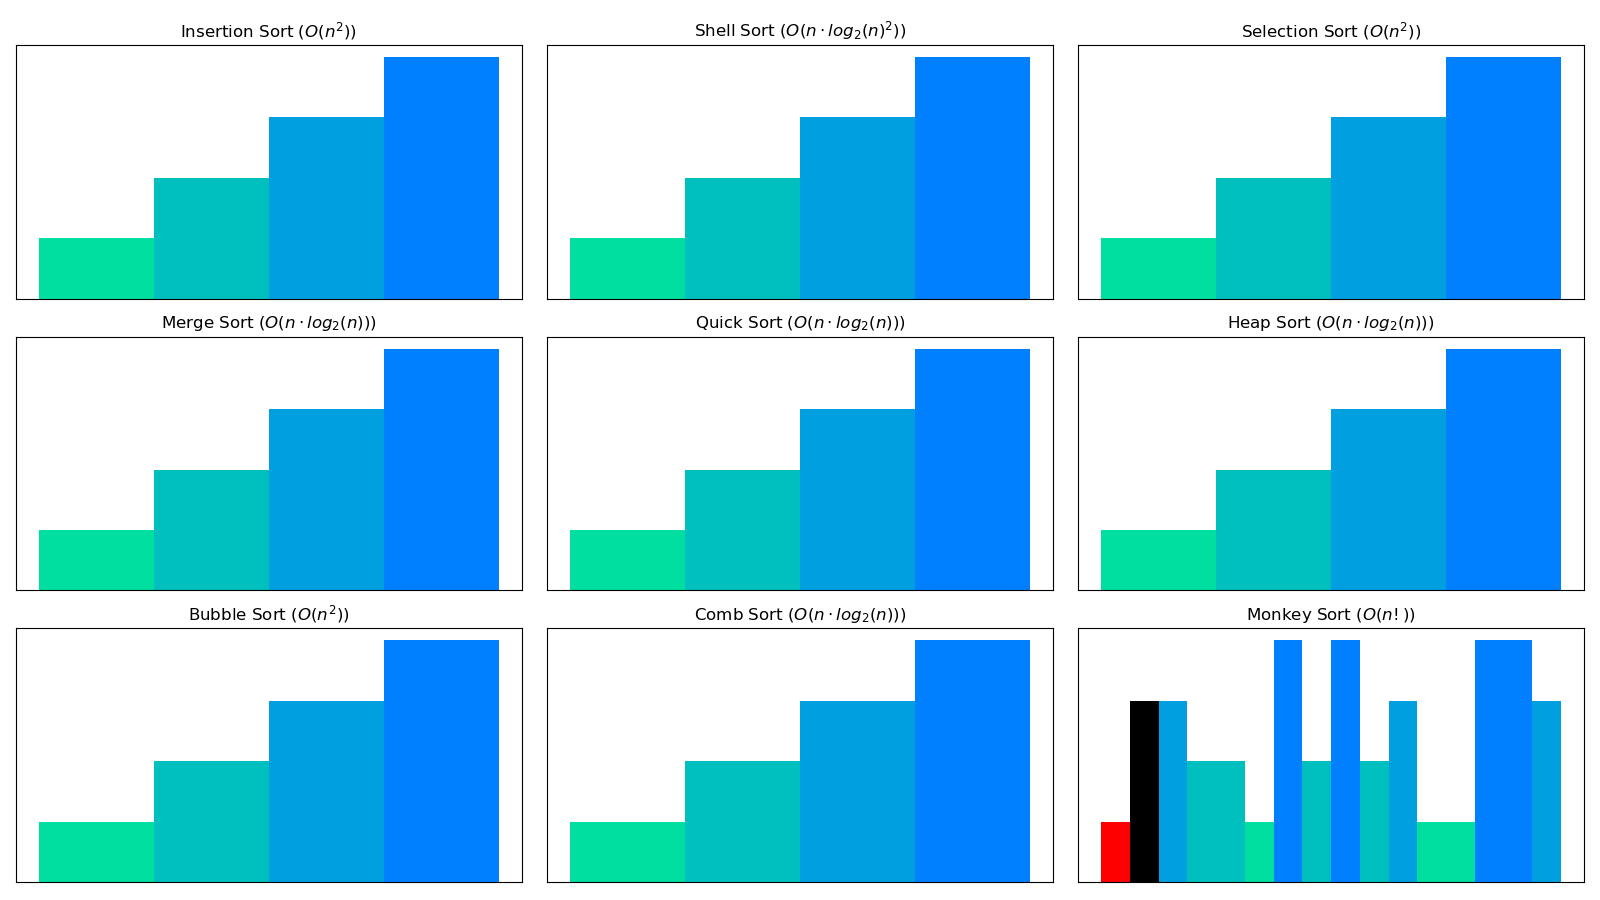 Insertion Sort (O(n²))
Shell Sort (O(n · log₂(n)²))
Selection Sort (O(n²))
Merge Sort (O(n · log₂(n)))
Quick Sort (O(n · log₂(n)))
Heap Sort (O(n · log₂(n)))
Bubble Sort (O(n²))
Comb Sort (O(n · log₂(n)))
Monkey Sort (O(n!))